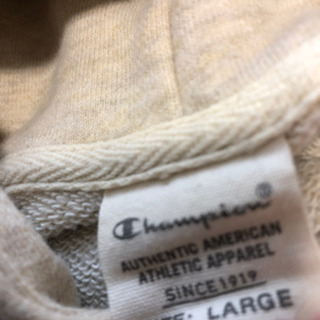 Champion®
AUTHENTIC AMERICAN
ATHLETIC APPAREL
SINCE 1919
LARGE